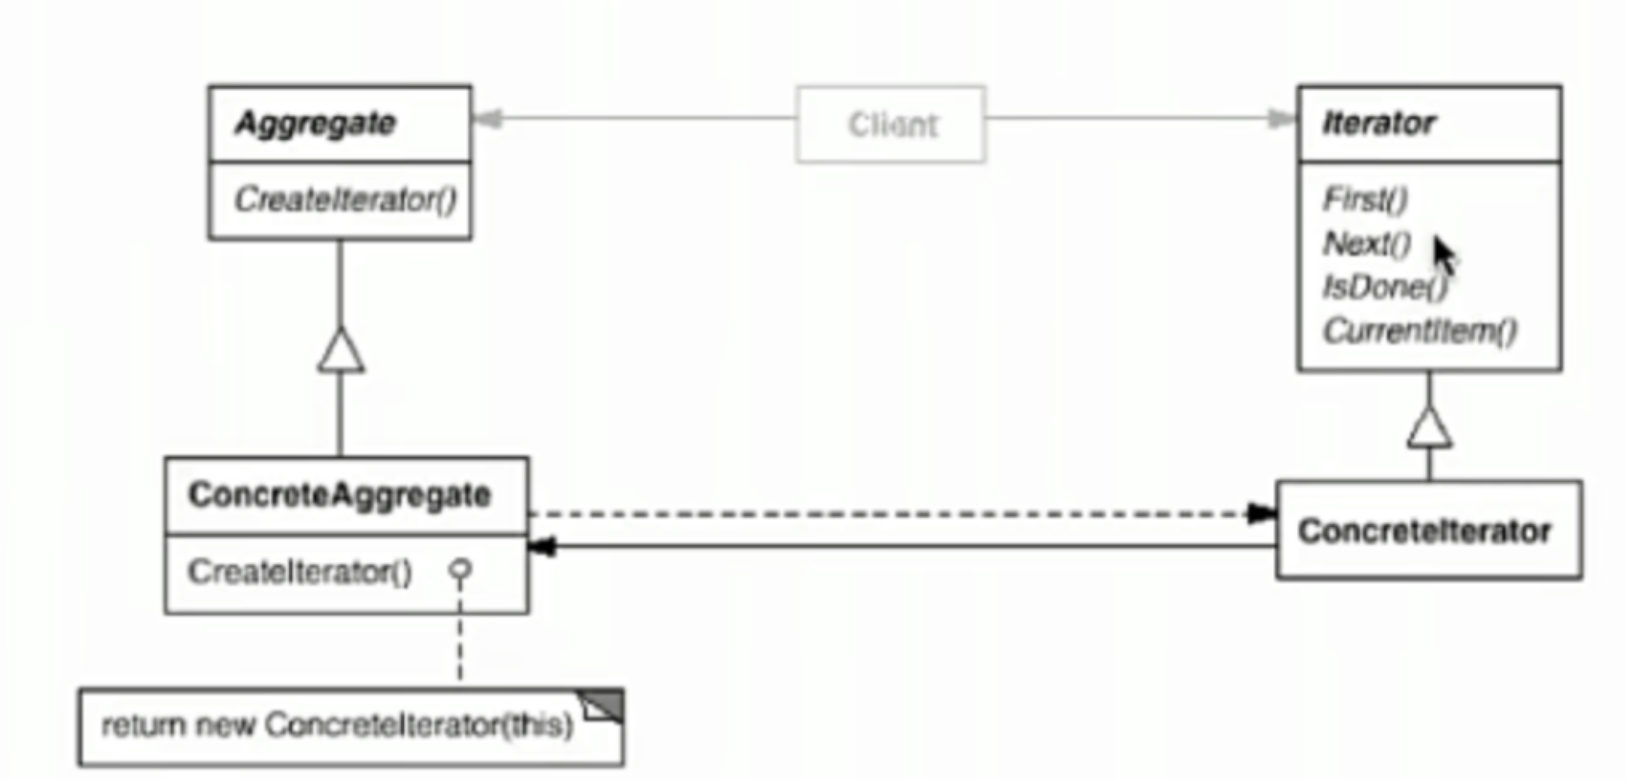 Aggregate
CreateIterator()
Client
Iterator
First()
Next()
IsDone()
CurrentItem()
ConcreteAggregate
CreateIterator()
ConcreteIterator
return new ConcreteIterator(this)